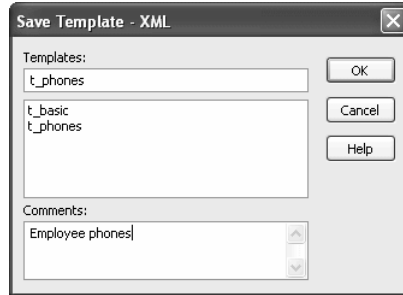 Save Template - XML
Templates:
t_phones
OK
t_basic
t_phones
Cancel
Help
Comments:
Employee phones